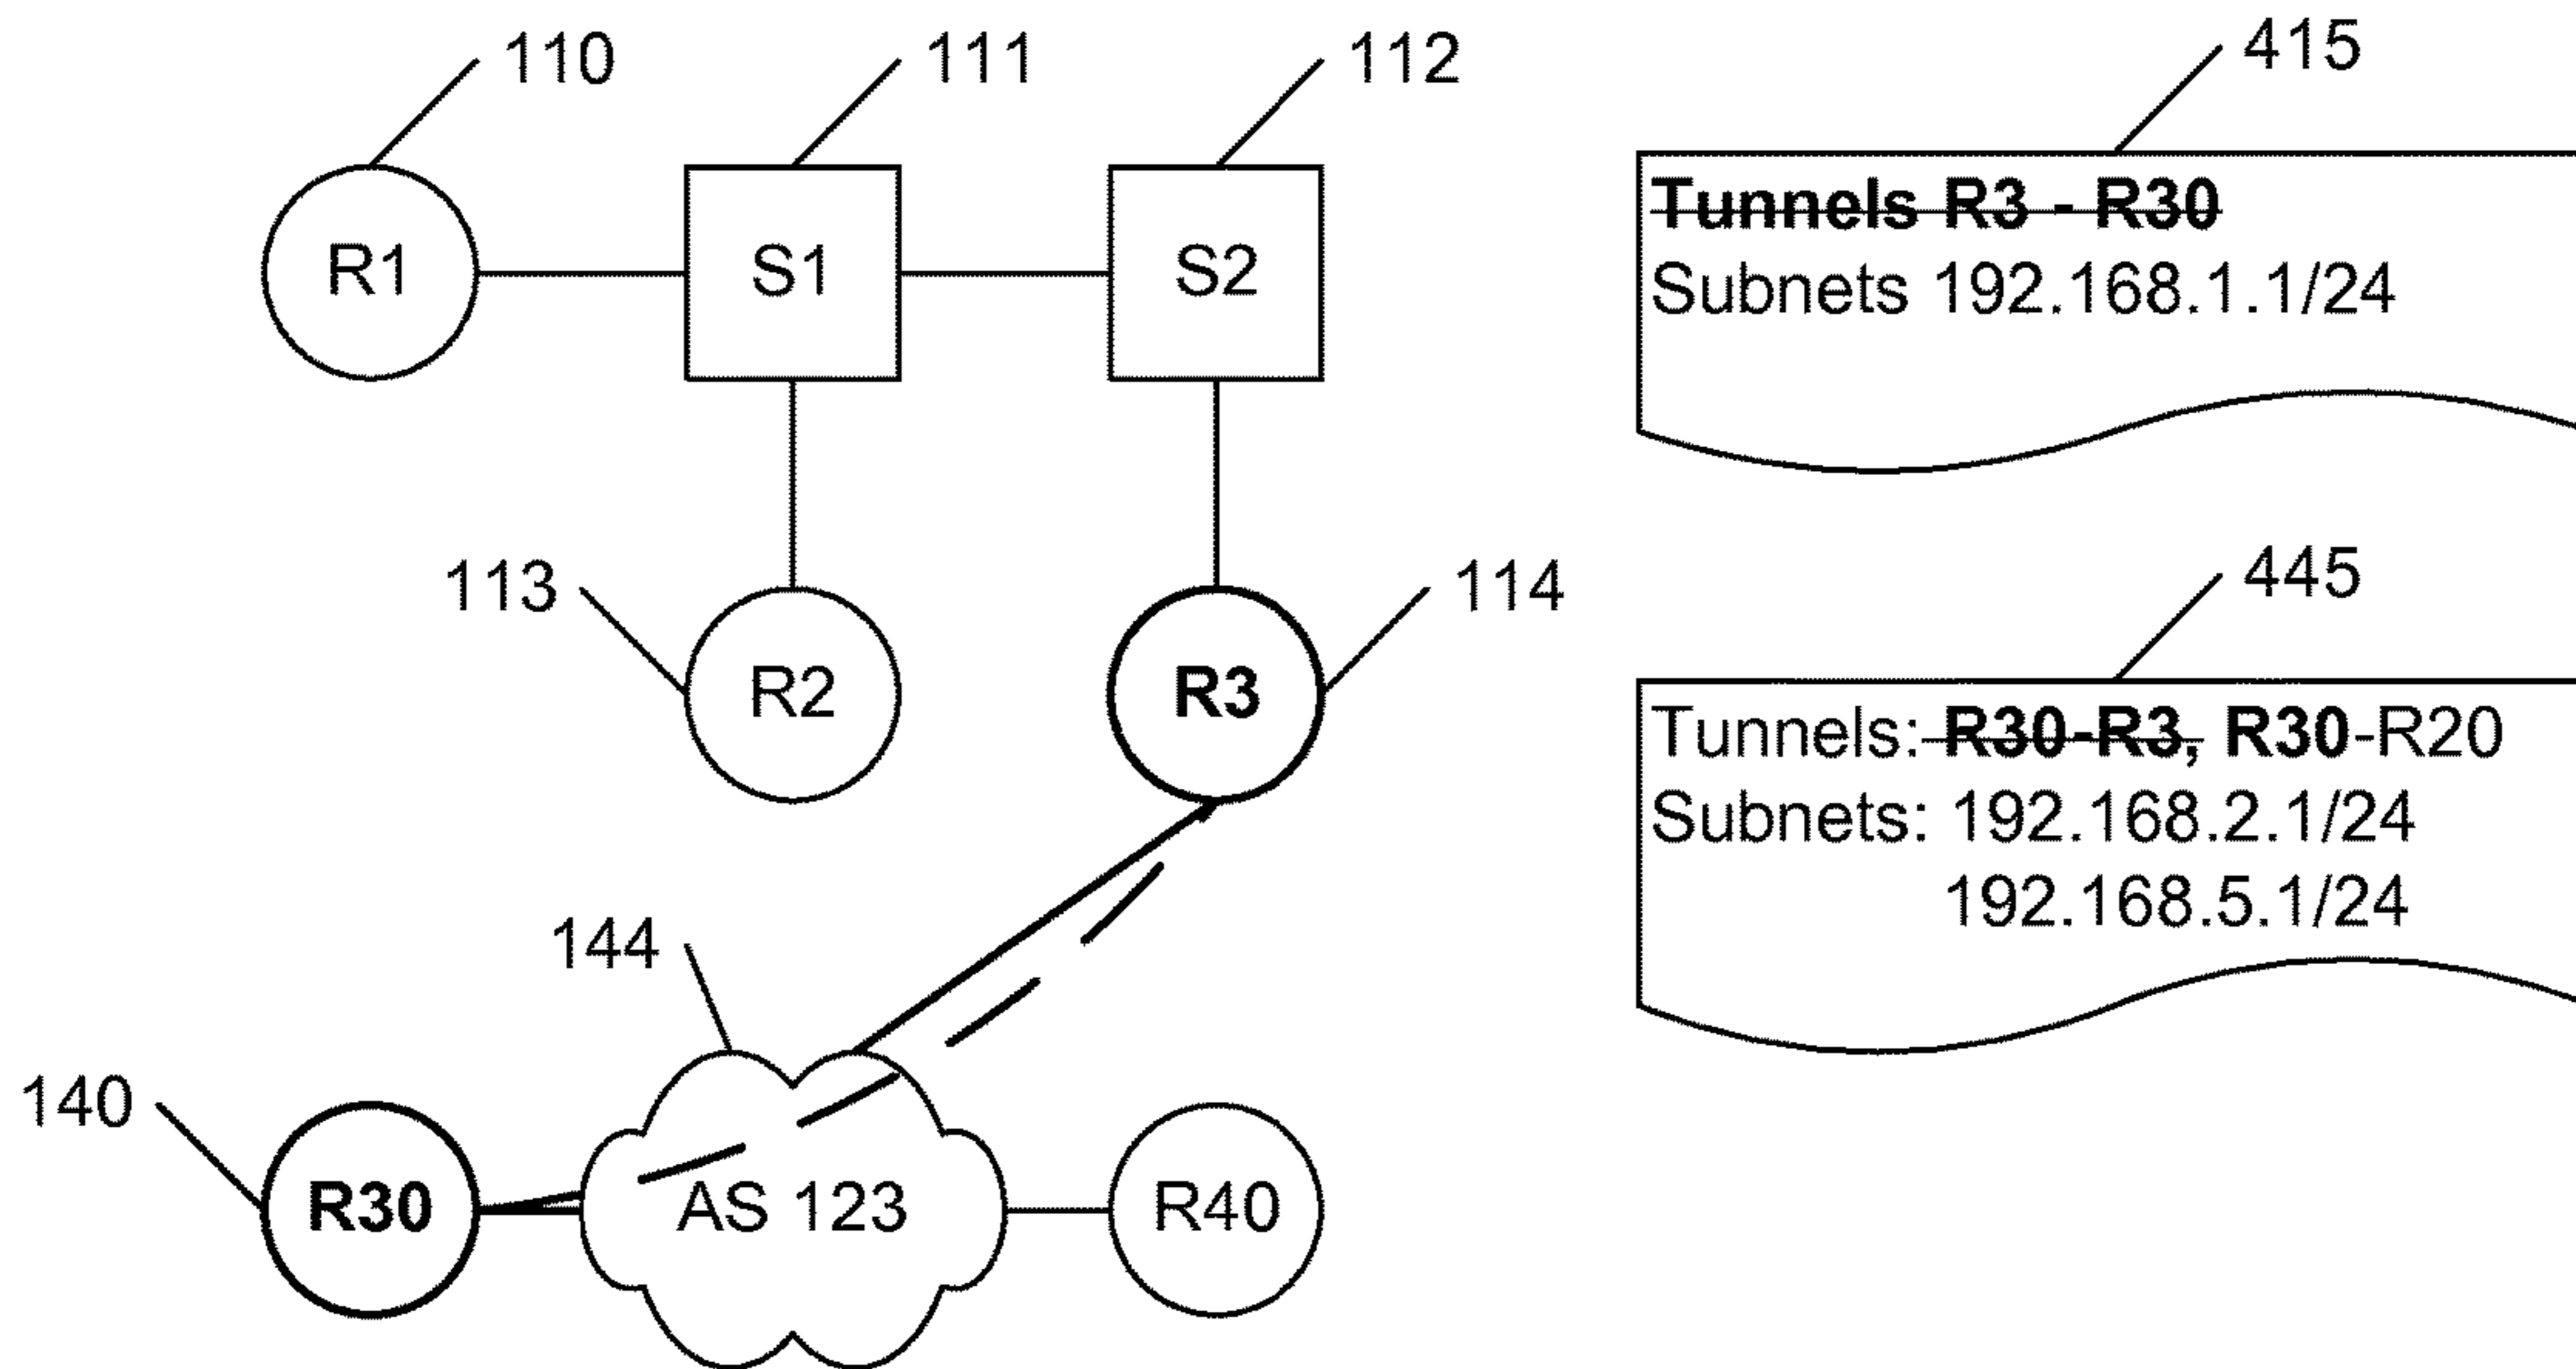 110
111
112
415
R1
S1
S2
Tunnels R3 - R30
Subnets 192.168.1.1/24
113
R2
R3
114
445
Tunnels: R30-R3, R30-R20
Subnets: 192.168.2.1/24
192.168.5.1/24
144
140
R30
AS 123
R40